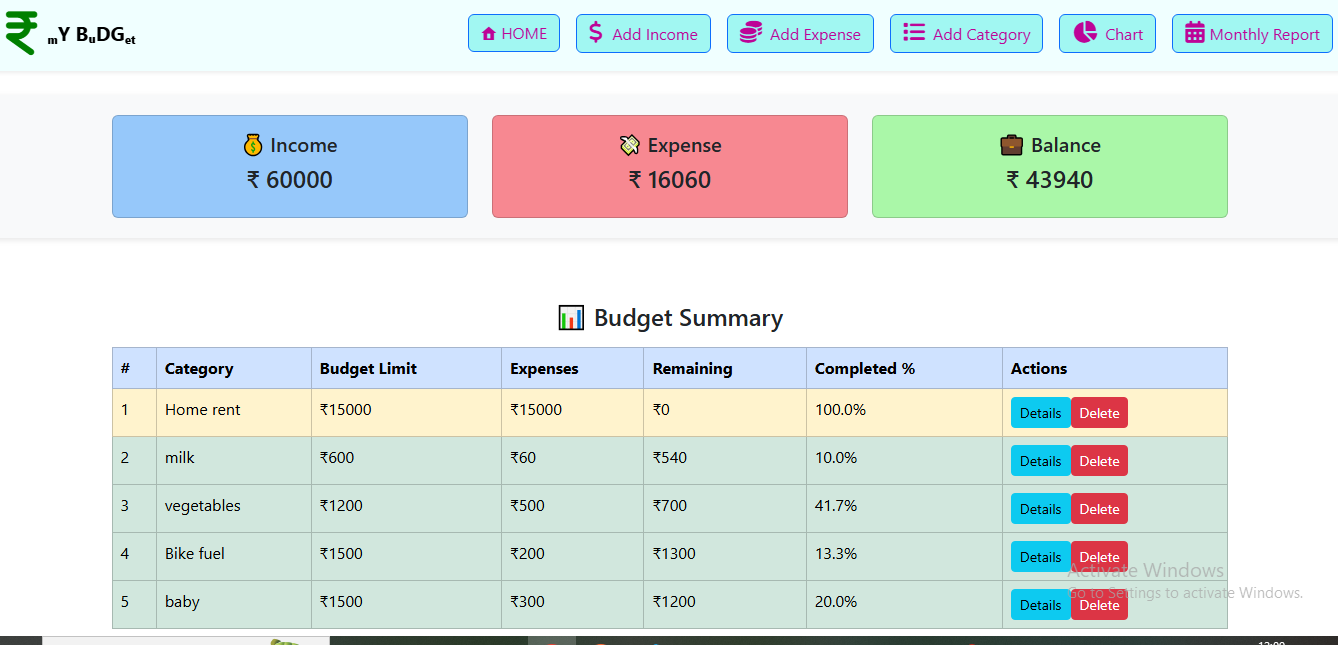 mY BuDGet HOME Add Income Add Expense Add Category Chart Monthly Report
Income Expense Balance
₹ 60000 ₹ 16060 ₹ 43940
Budget Summary
# Category Budget Limit Expenses Remaining Completed % Actions
1 Home rent ₹15000 ₹15000 ₹0 100.0% Details Delete
2 milk ₹600 ₹60 ₹540 10.0% Details Delete
3 vegetables ₹1200 ₹500 ₹700 41.7% Details Delete
4 Bike fuel ₹1500 ₹200 ₹1300 13.3% Details Delete
Activate Windows
Go to Settings to activate Windows.
5 baby ₹1500 ₹300 ₹1200 20.0% Details Delete